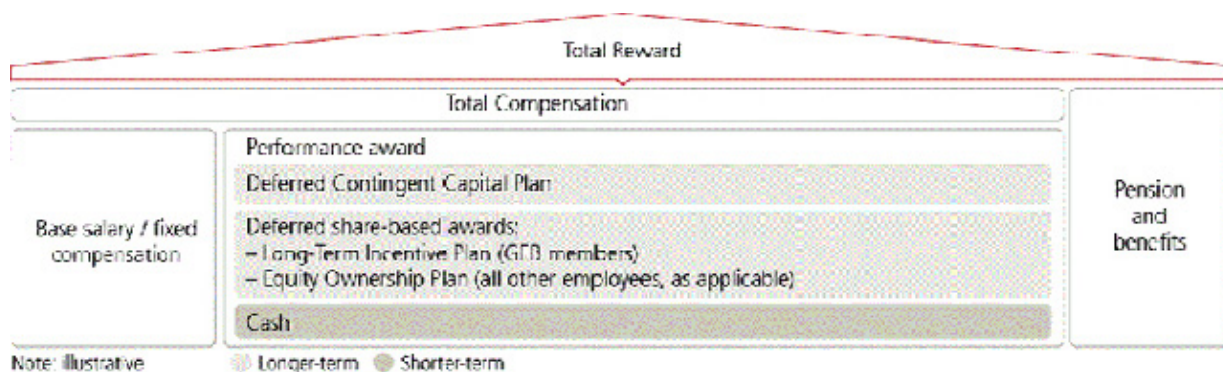 Total Reward
Total Compensation
Base salary / fixed
compensation
Performance award
Deferred Contingent Capital Plan
Deferred share-based awards:
– Long-Term Incentive Plan (GEB members)
– Equity Ownership Plan (all other employees, as applicable)
Cash
Pension
and
benefits
Note: illustrative
Longer-term
Shorter-term